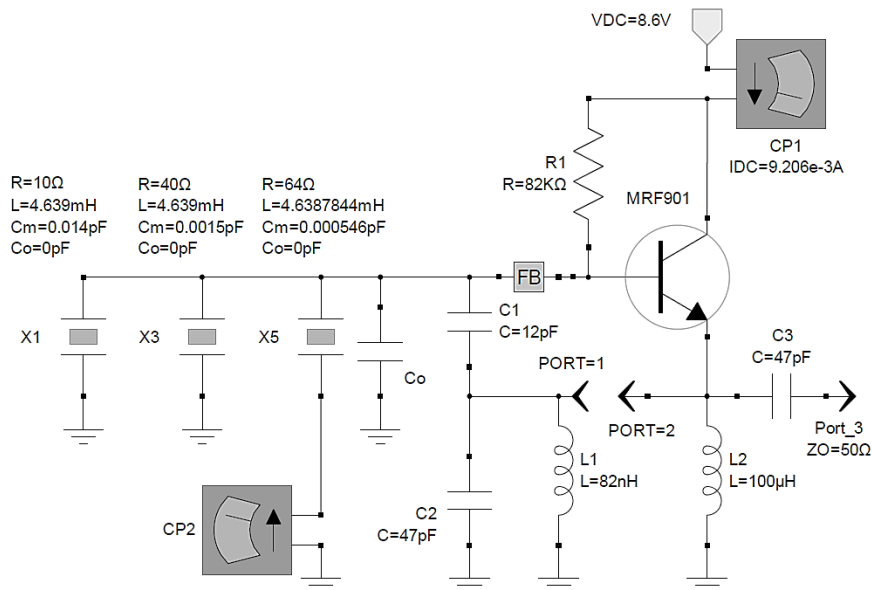 VDC=8.6V
CP1
IDC=9.206e-3A
R1
R=82KΩ
MRF901
R=10Ω
L=4.639mH
Cm=0.014pF
Co=0pF
R=40Ω
L=4.639mH
Cm=0.0015pF
Co=0pF
R=64Ω
L=4.6387844mH
Cm=0.000546pF
Co=0pF
FB
X1
X3
X5
Co
C1
C=12pF
PORT=1
PORT=2
C3
C=47pF
Port_3
ZO=50Ω
L1
L=82nH
L2
L=100µH
C2
C=47pF
CP2